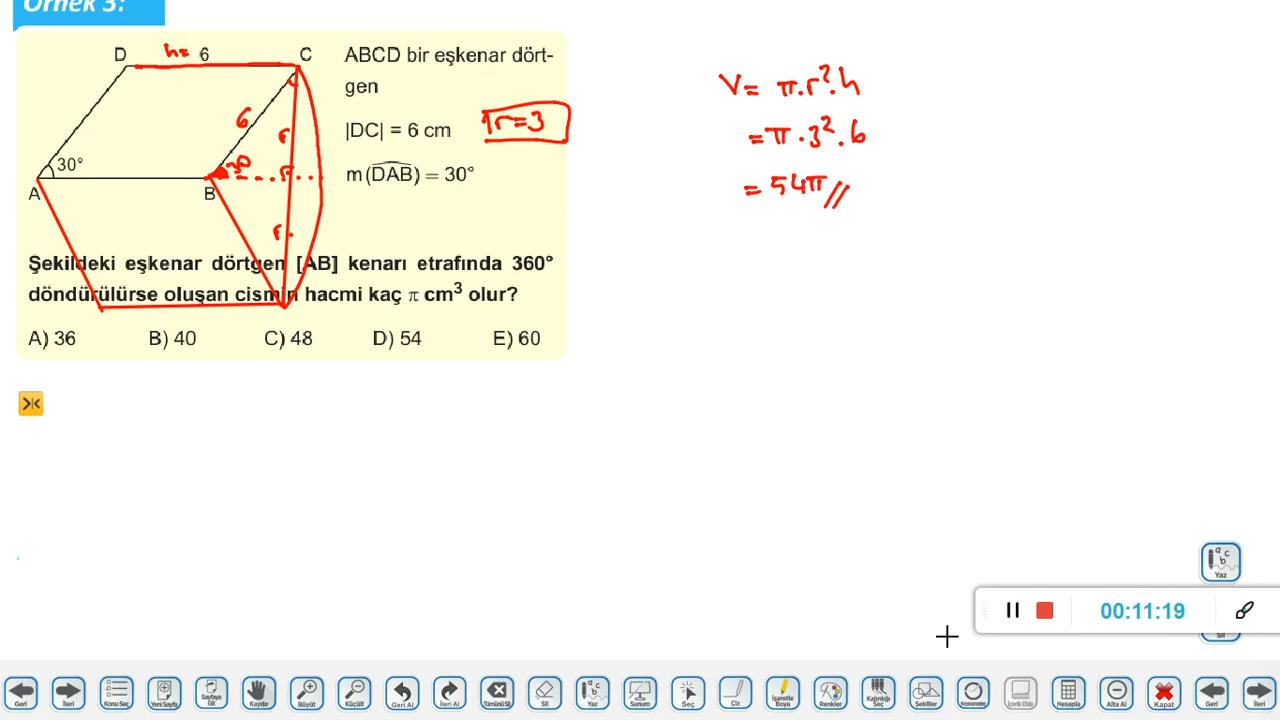 Örnek 3:
D h= 6 C
6 r
30° 30 r
A B
r
ABCD bir eşkenar dört-
gen
|DC| = 6 cm
r=3
m(DAB) = 30°
Şekildeki eşkenar dörtgen [AB] kenarı etrafında 360°
döndürülürse oluşan cismin hacmi kaç π cm³ olur?
A) 36 B) 40 C) 48 D) 54 E) 60
V= π.r².h
=π.3².6
= 54π//
a b c
Yaz
00:11:19
Sil
Geri İleri Konu Seç Yeni Sayfa Sayfaya Git Kaydır Büyüt Küçült Geri Al İleri Al Tümünü Sil Sil Yaz Sunum Seç Çiz İşaretle Boya Renkler Kalınlığı Seç Şekiller Kronometre İçerik Ekle Hesapla Alta Al Kapat Geri İleri